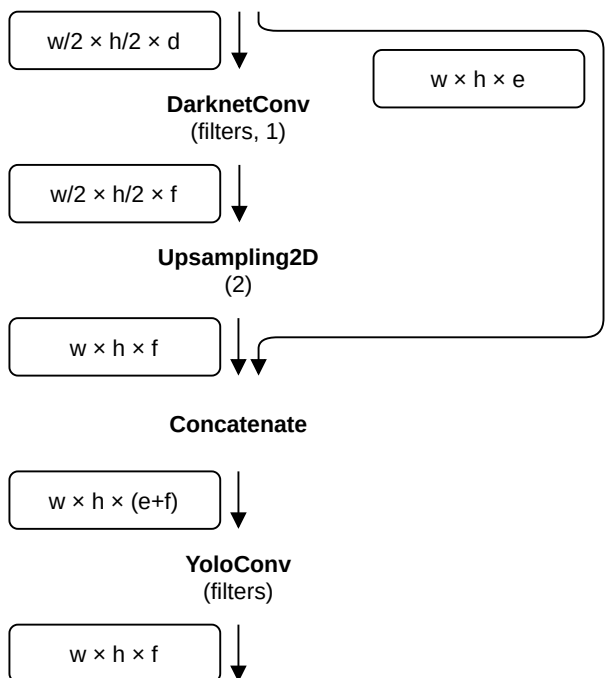 w/2 × h/2 × d
w × h × e
DarknetConv
(filters, 1)
w/2 × h/2 × f
Upsampling2D
(2)
w × h × f
Concatenate
w × h × (e+f)
YoloConv
(filters)
w × h × f